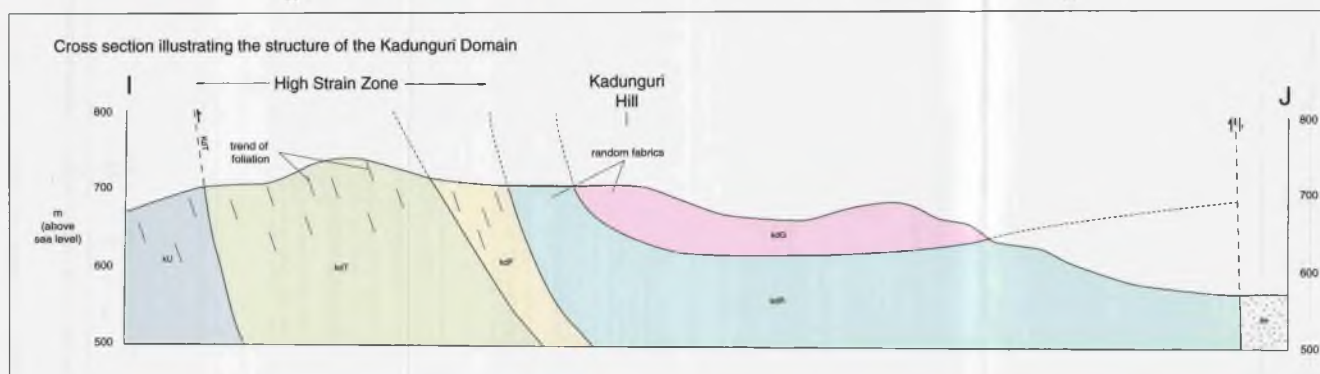 Cross section illustrating the structure of the Kadunguri Domain
I
High Strain Zone
Kadunguri
Hill
J
800
800
trend of
foliation
random fabrics
700
700
m
(above
sea level)
kU
kdT
kdP
kdG
600
600
500
500